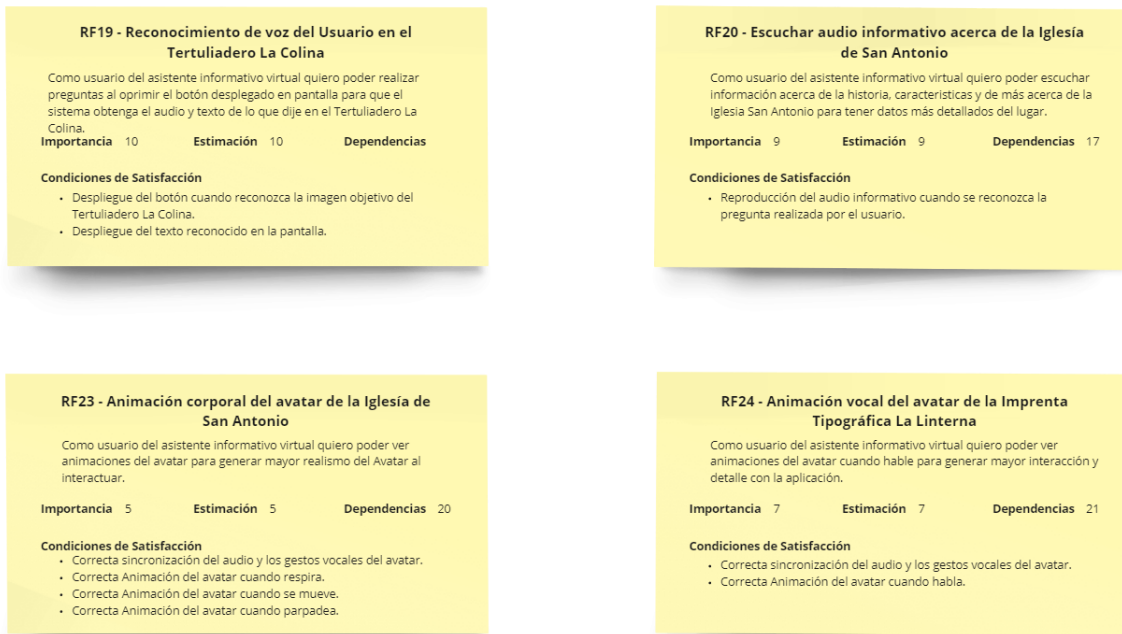 RF19 - Reconocimiento de voz del Usuario en el
Tertuliadero La Colina
Como usuario del asistente informativo virtual quiero poder realizar
preguntas al oprimir el botón desplegado en pantalla para que el
sistema obtenga el audio y texto de lo que dije en el Tertuliadero La
Colina.
Importancia 10 Estimación 10 Dependencias
Condiciones de Satisfacción
• Despliegue del botón cuando reconozca la imagen objetivo del
Tertuliadero La Colina.
• Despliegue del texto reconocido en la pantalla.
RF20 - Escuchar audio informativo acerca de la Iglesía
de San Antonio
Como usuario del asistente informativo virtual quiero poder escuchar
información acerca de la historia, caracteristicas y de más acerca de la
Iglesia San Antonio para tener datos más detallados del lugar.
Importancia 9 Estimación 9 Dependencias 17
Condiciones de Satisfacción
• Reproducción del audio informativo cuando se reconozca la
pregunta realizada por el usuario.
RF23 - Animación corporal del avatar de la Iglesía de
San Antonio
Como usuario del asistente informativo virtual quiero poder ver
animaciones del avatar para generar mayor realismo del Avatar al
interactuar.
Importancia 5 Estimación 5 Dependencias 20
Condiciones de Satisfacción
• Correcta sincronización del audio y los gestos vocales del avatar.
• Correcta Animación del avatar cuando respira.
• Correcta Animación del avatar cuando se mueve.
• Correcta Animación del avatar cuando parpadea.
RF24 - Animación vocal del avatar de la Imprenta
Tipográfica La Linterna
Como usuario del asistente informativo virtual quiero poder ver
animaciones del avatar cuando hable para generar mayor interacción y
detalle con la aplicación.
Importancia 7 Estimación 7 Dependencias 21
Condiciones de Satisfacción
• Correcta sincronización del audio y los gestos vocales del avatar.
• Correcta Animación del avatar cuando habla.